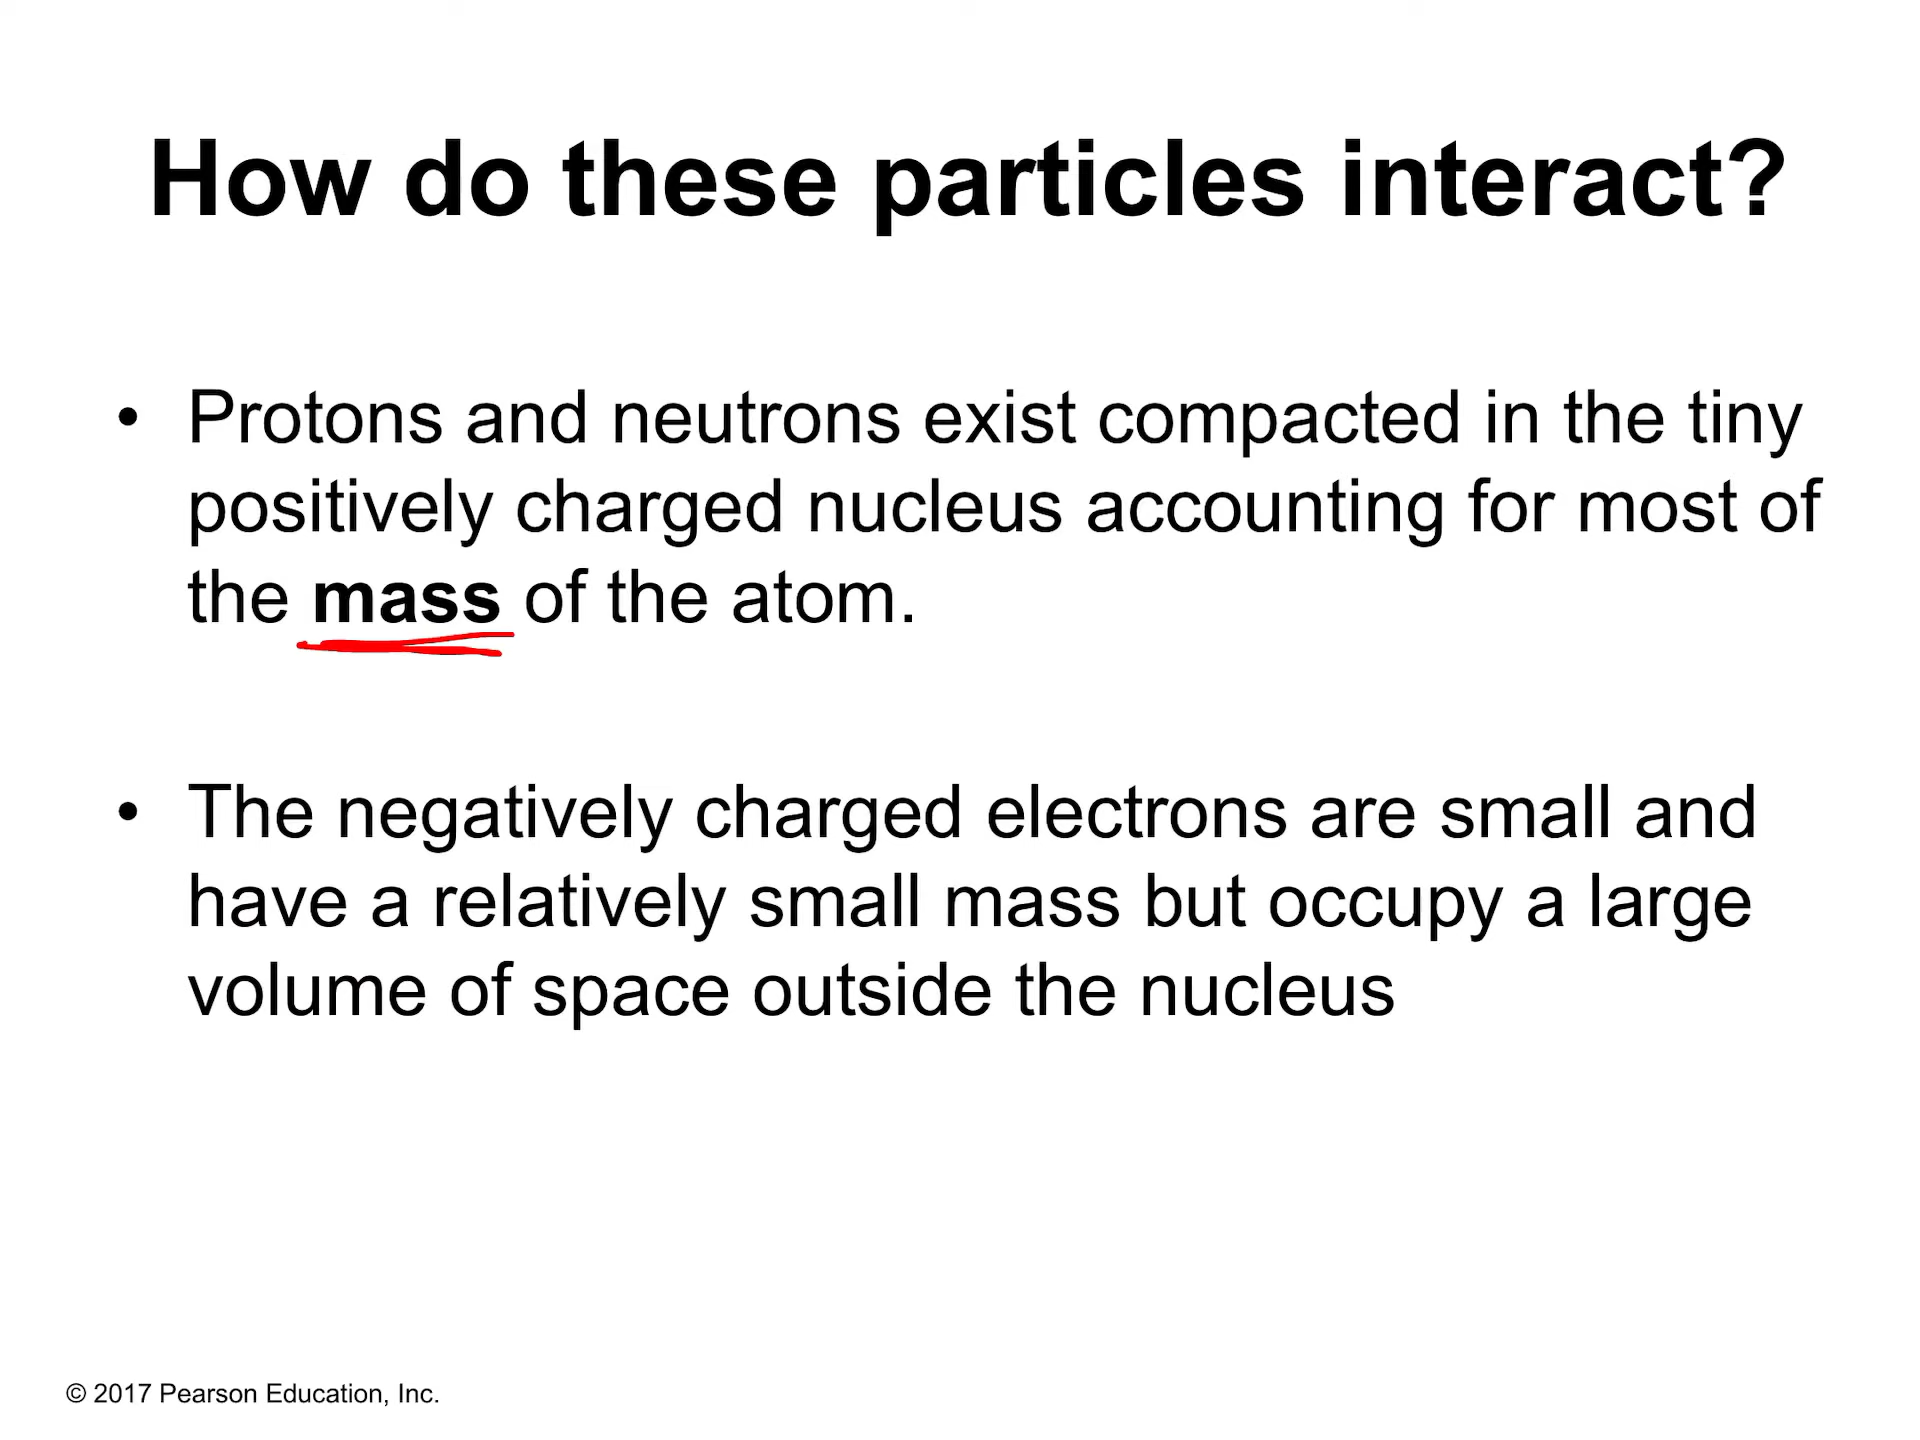 How do these particles interact?
• Protons and neutrons exist compacted in the tiny
positively charged nucleus accounting for most of
the mass of the atom.
• The negatively charged electrons are small and
have a relatively small mass but occupy a large
volume of space outside the nucleus
© 2017 Pearson Education, Inc.